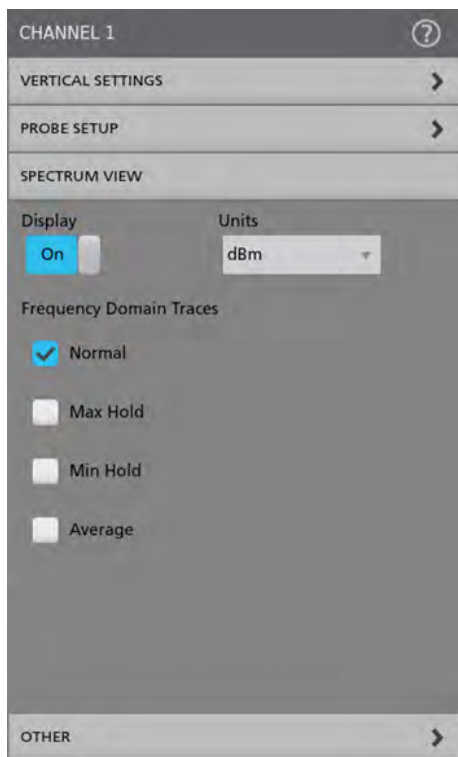 CHANNEL 1 ?
VERTICAL SETTINGS
PROBE SETUP
SPECTRUM VIEW
Display Units
On dBm
Frequency Domain Traces
Normal
Max Hold
Min Hold
Average
OTHER